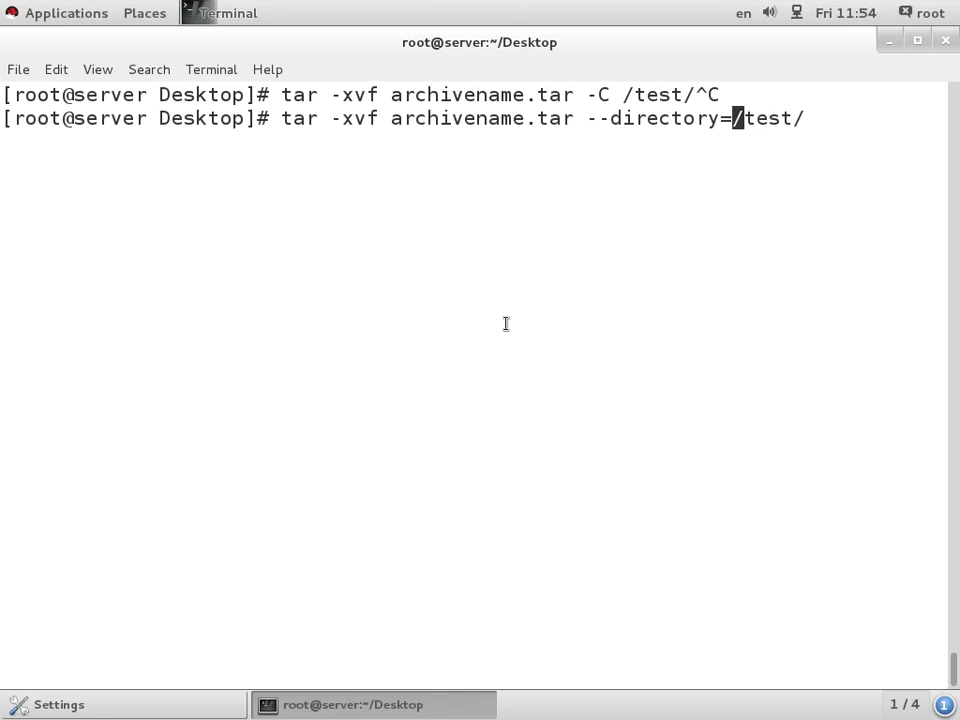 Applications Places Terminal en Fri 11:54 root
root@server:~/Desktop
File Edit View Search Terminal Help
[root@server Desktop]# tar -xvf archivename.tar -C /test/^C
[root@server Desktop]# tar -xvf archivename.tar --directory=/test/
Settings root@server:~/Desktop 1 / 4 1